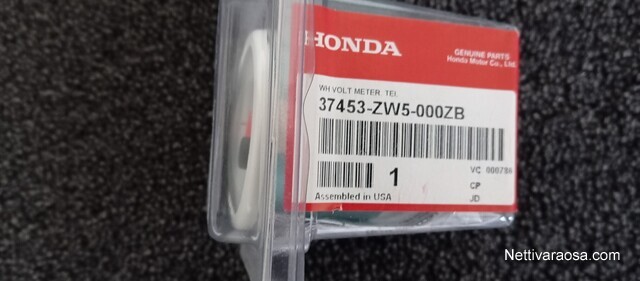 HONDA
GENUINE PARTS
Honda Motor Co., Ltd.
WH VOLT METER. TEI.
37453-ZW5-000ZB
1
VC
CP
JD
Assembled in USA
Nettivaraosa.com